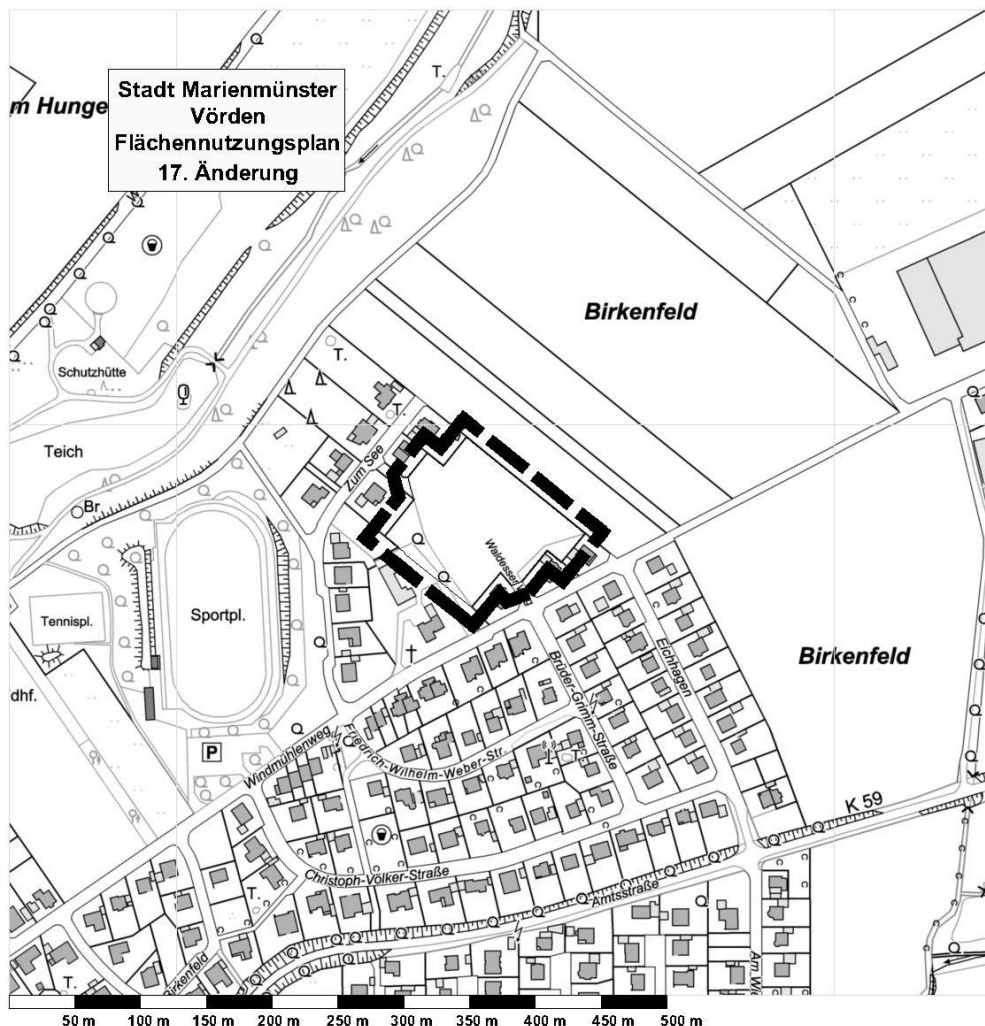 Stadt Marienmünster
Vörden
Flächennutzungsplan
17. Änderung
m Hunge
T.
Birkenfeld
Schutzhütte
T.
T.
Teich
Zum See
Br
Sportpl.
Tennispl.
dhf.
P
Birkenfeld
Eichhagen
Brüder-Grimm-Straße
Windmühlenweg
Friedrich-Wilhelm-Weber-Str.
T.
K 59
Christoph-Völker-Straße
Amtsstraße
T.
Birkenfeld
T.
50 m 100 m 150 m 200 m 250 m 300 m 350 m 400 m 450 m 500 m